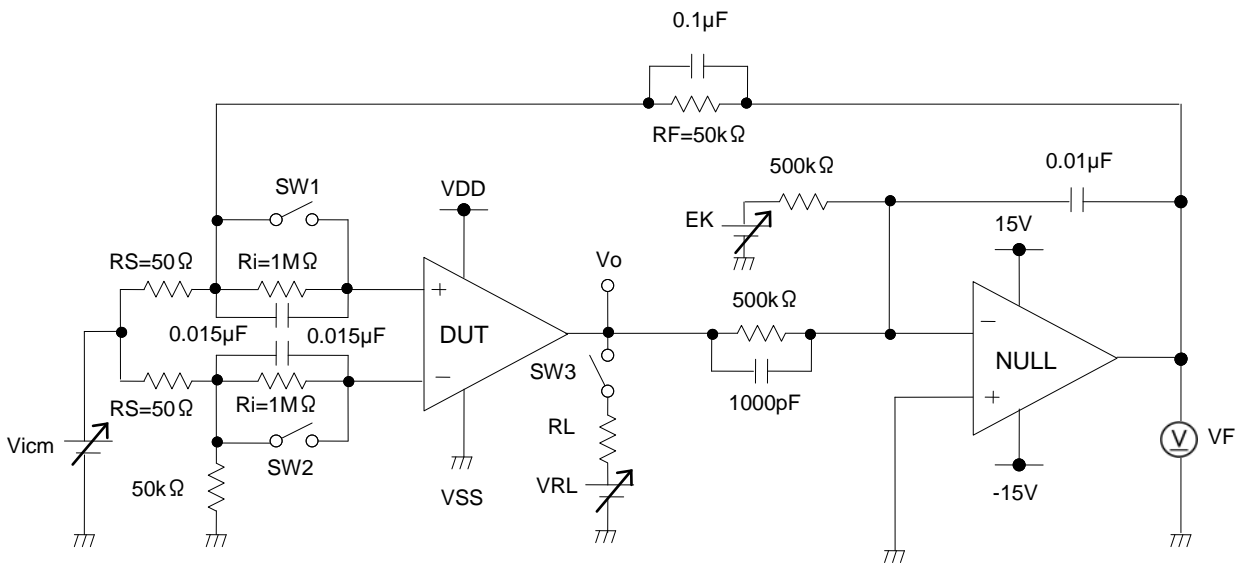 0.1μF
RF=50kΩ
500kΩ
0.01μF
SW1
VDD
EK
15V
RS=50Ω
Ri=1MΩ
Vo
+
500kΩ
−
0.015μF
0.015μF
DUT
NULL
−
SW3
1000pF
+
RS=50Ω
Ri=1MΩ
RL
V
VF
Vicm
SW2
VRL
-15V
50kΩ
VSS